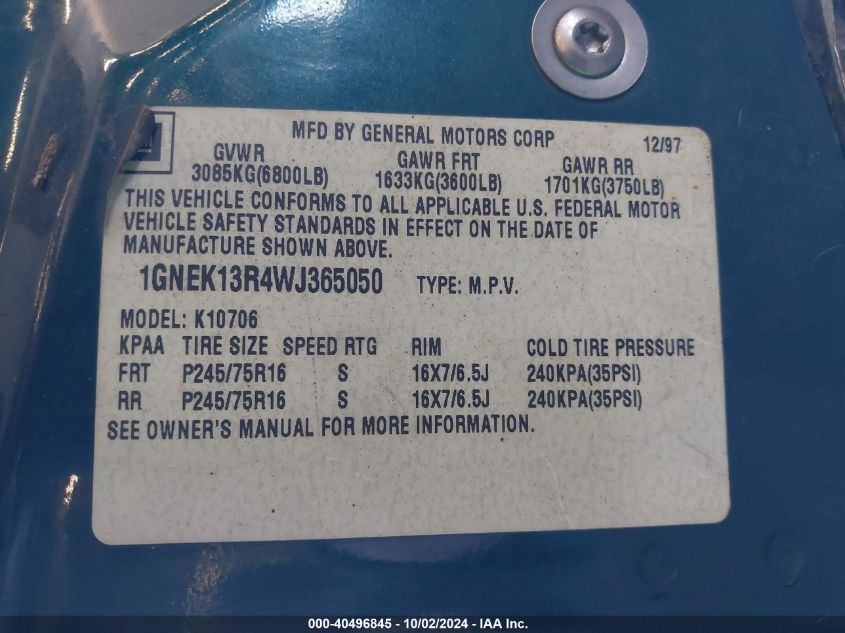 MFD BY GENERAL MOTORS CORP 12/97
GVWR GAWR FRT GAWR RR
3085KG(6800LB) 1633KG(3600LB) 1701KG(3750LB)
THIS VEHICLE CONFORMS TO ALL APPLICABLE U.S. FEDERAL MOTOR
VEHICLE SAFETY STANDARDS IN EFFECT ON THE DATE OF
MANUFACTURE SHOWN ABOVE.
1GNEK13R4WJ365050 TYPE: M.P.V.
MODEL: K10706
KPAA TIRE SIZE SPEED RTG RIM COLD TIRE PRESSURE
FRT P245/75R16 S 16X7/6.5J 240KPA(35PSI)
RR P245/75R16 S 16X7/6.5J 240KPA(35PSI)
SEE OWNER'S MANUAL FOR MORE INFORMATION.
000-40496845 - 10/02/2024 - IAA Inc.